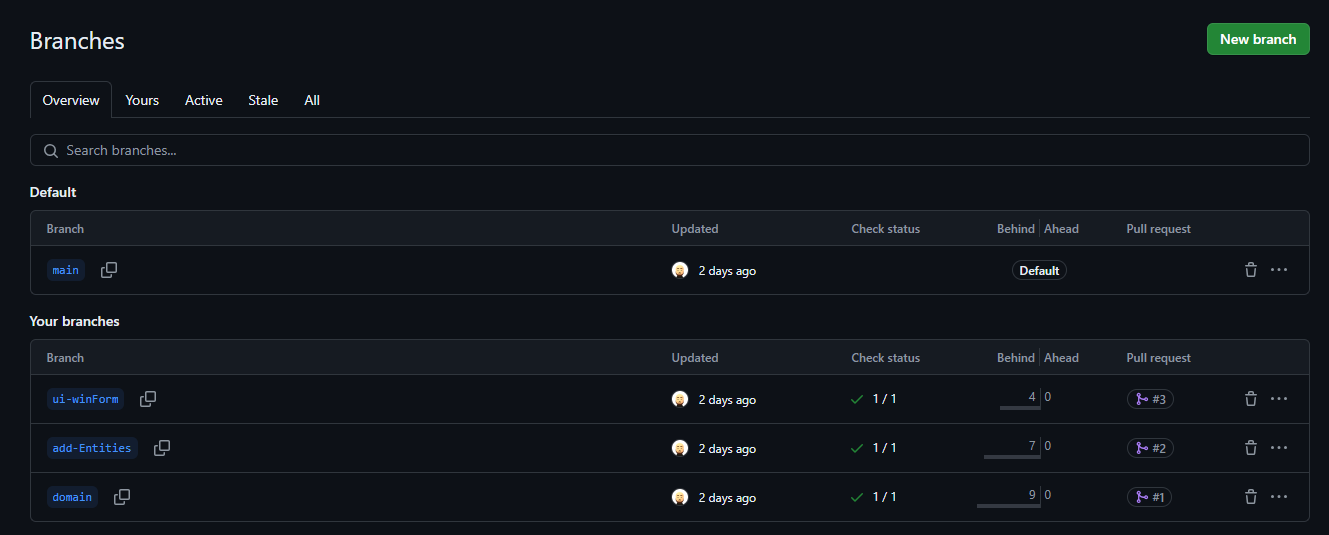 Branches
New branch
Overview Yours Active Stale All
Search branches...
Default
Branch Updated Check status Behind Ahead Pull request
main 2 days ago Default
Your branches
Branch Updated Check status Behind Ahead Pull request
ui-winForm 2 days ago 1 / 1 4 0 #3
add-Entities 2 days ago 1 / 1 7 0 #2
domain 2 days ago 1 / 1 9 0 #1